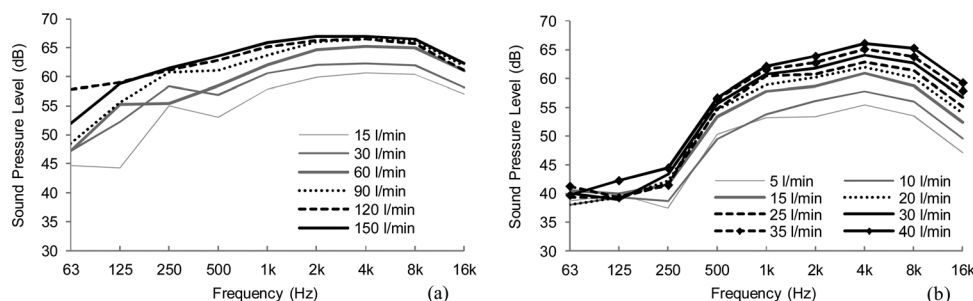 70
65
60
55
50
45
40
35
30
Sound Pressure Level (dB)
15 l/min
30 l/min
60 l/min
90 l/min
120 l/min
150 l/min
63 125 250 500 1k 2k 4k 8k 16k
Frequency (Hz)
(a)
70
65
60
55
50
45
40
35
30
Sound Pressure Level (dB)
5 l/min 10 l/min
15 l/min 20 l/min
25 l/min 30 l/min
35 l/min 40 l/min
63 125 250 500 1k 2k 4k 8k 16k
Frequency (Hz)
(b)